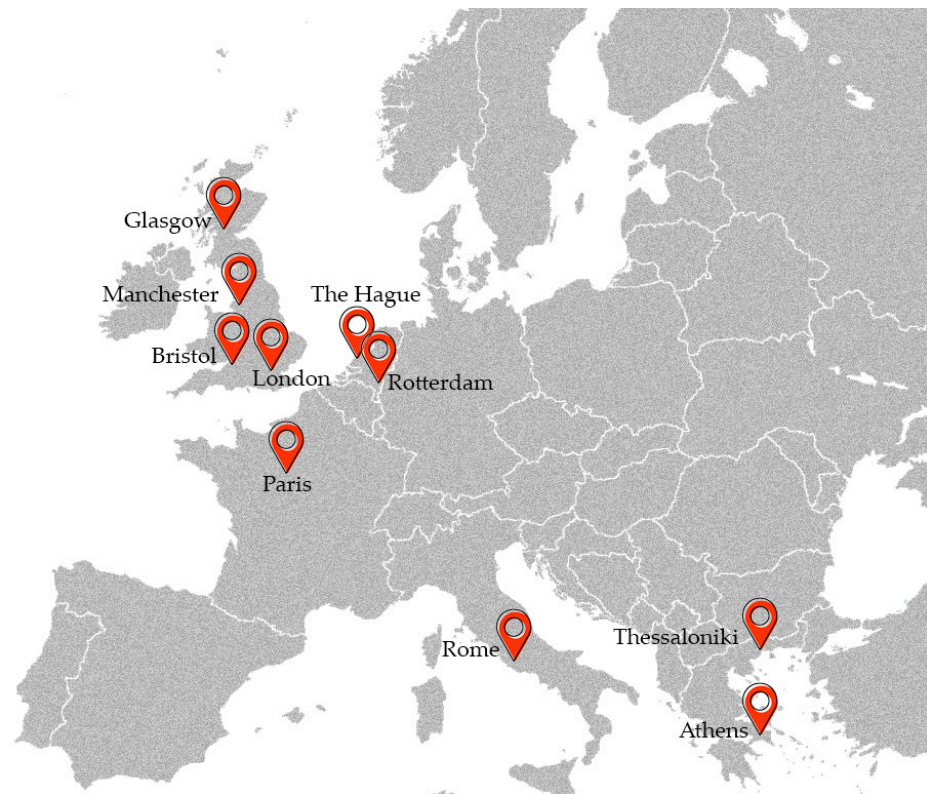 Glasgow
Manchester
The Hague
Bristol
London
Rotterdam
Paris
Thessaloniki
Rome
Athens